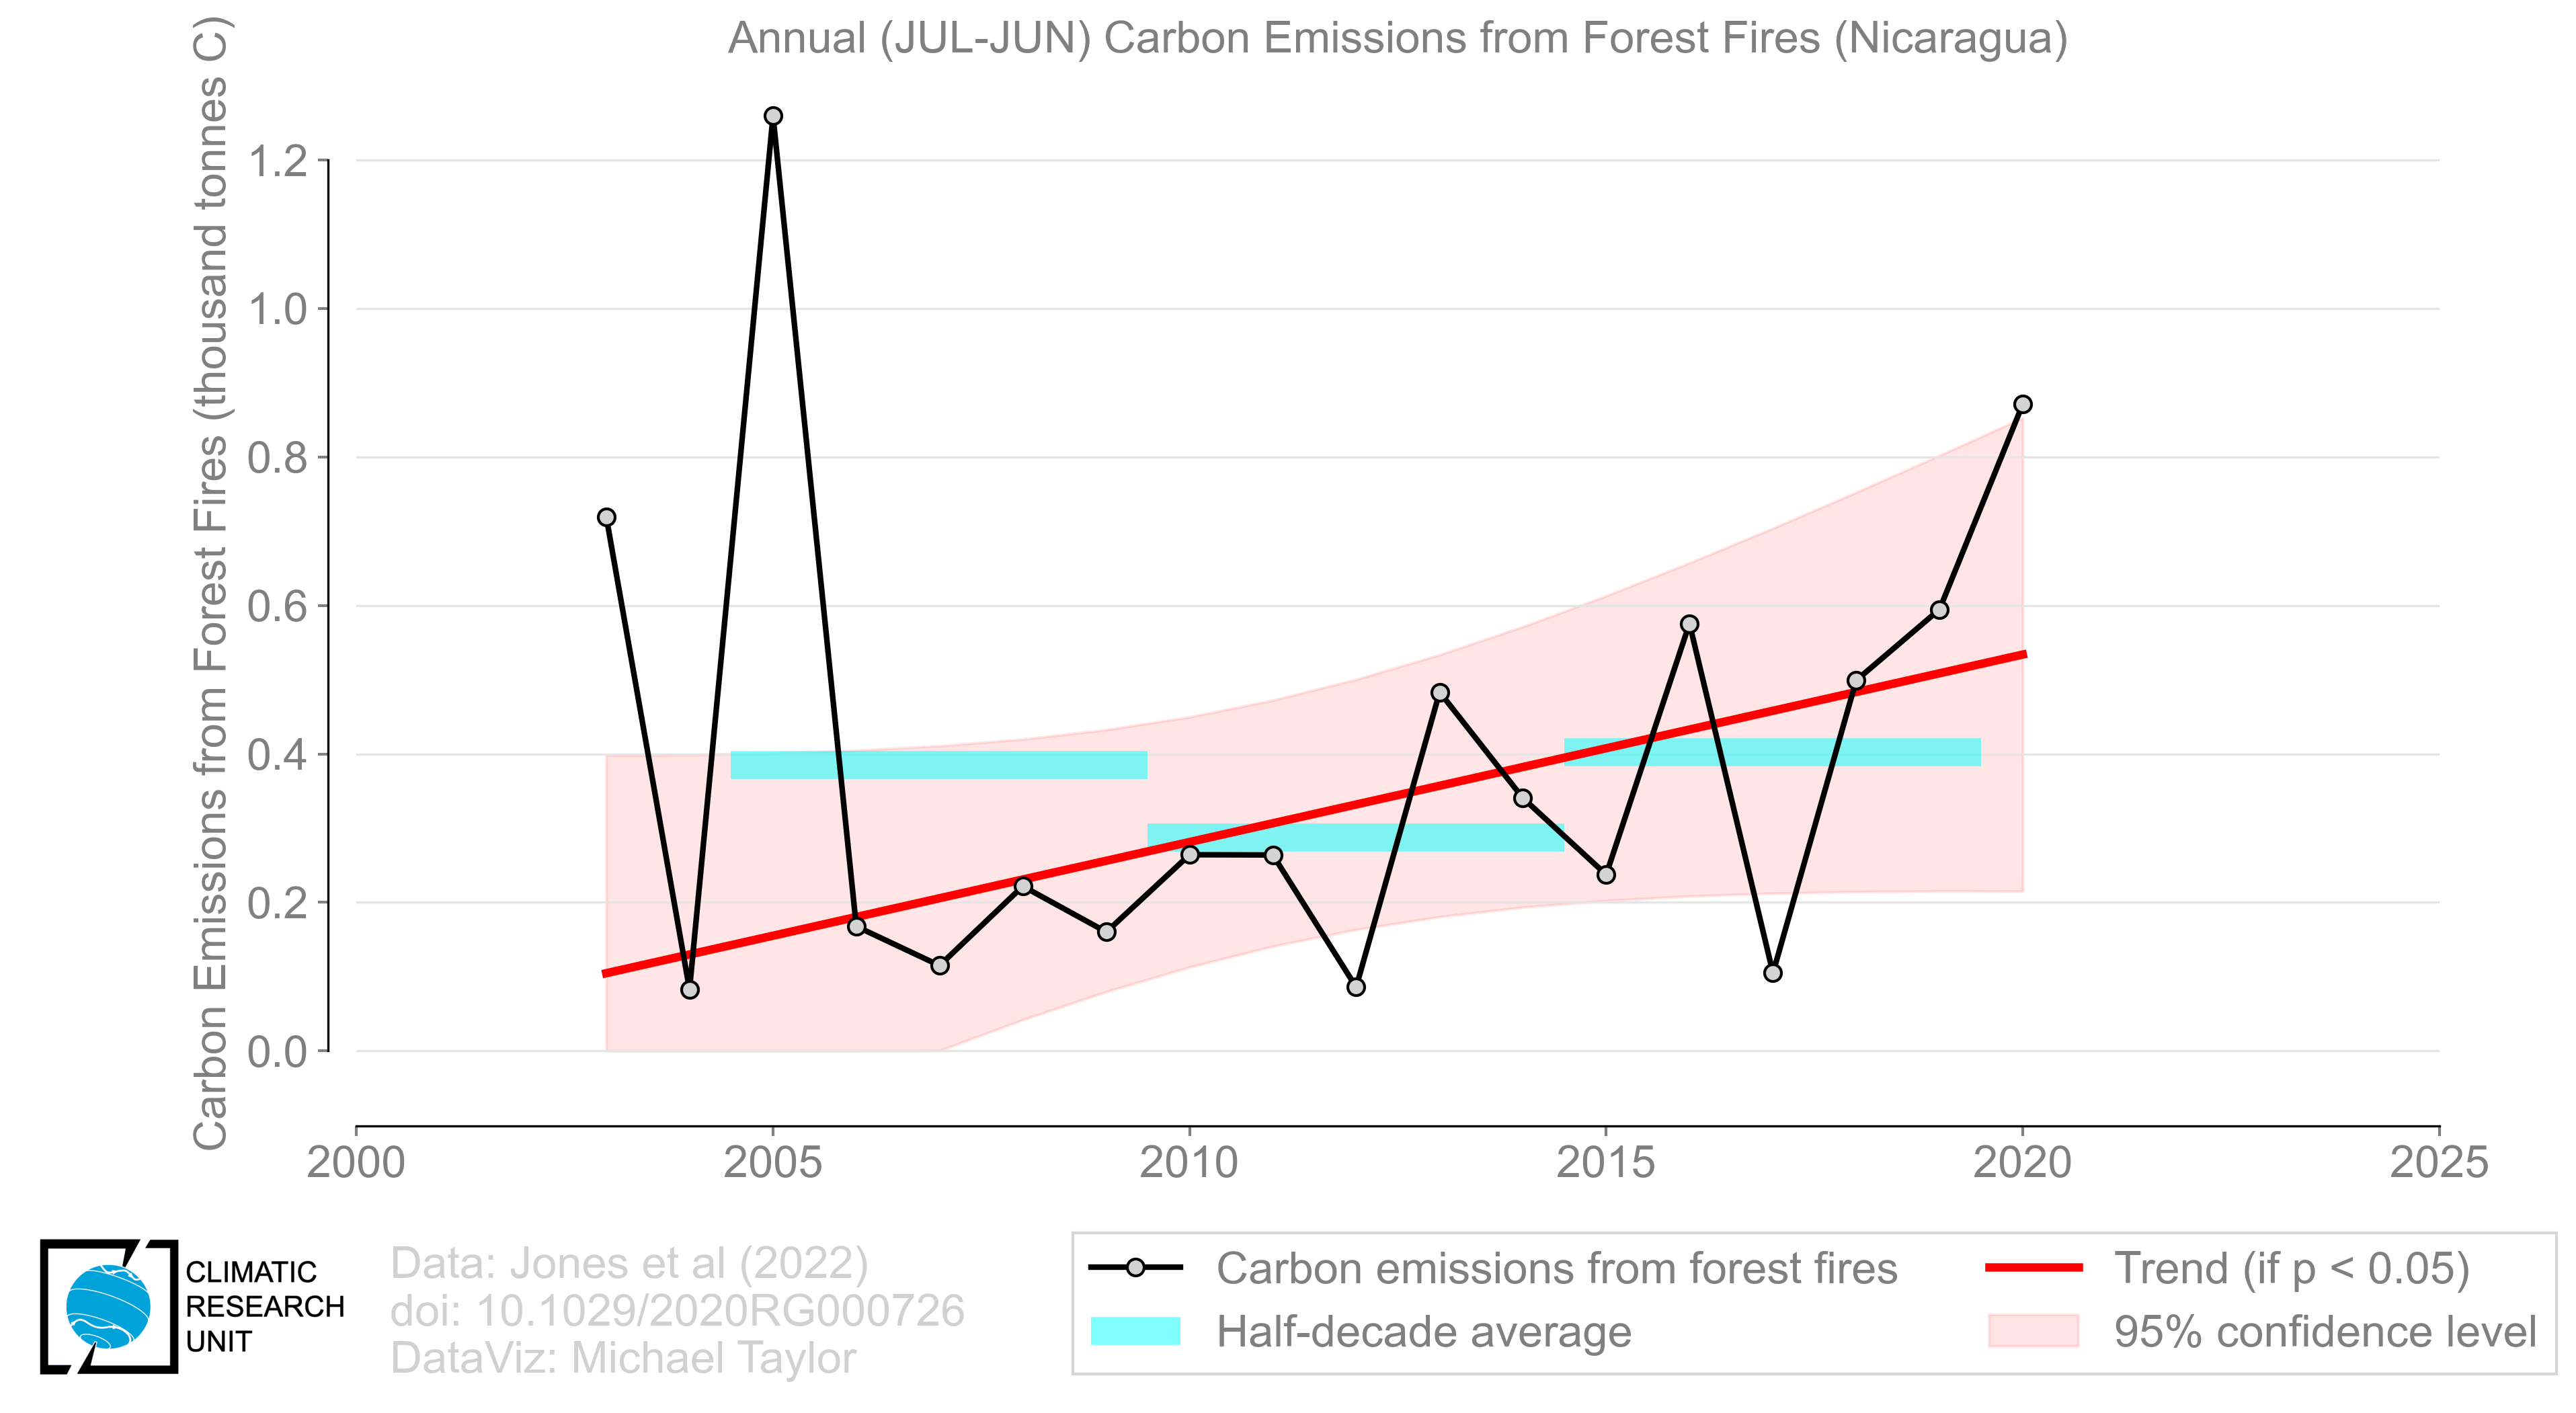 Annual (JUL-JUN) Carbon Emissions from Forest Fires (Nicaragua)
Carbon Emissions from Forest Fires (thousand tonnes C)
1.2
1.0
0.8
0.6
0.4
0.2
0.0
2000 2005 2010 2015 2020 2025
CLIMATIC
RESEARCH
UNIT
Data: Jones et al (2022)
doi: 10.1029/2020RG000726
DataViz: Michael Taylor
Carbon emissions from forest fires
Half-decade average
Trend (if p < 0.05)
95% confidence level